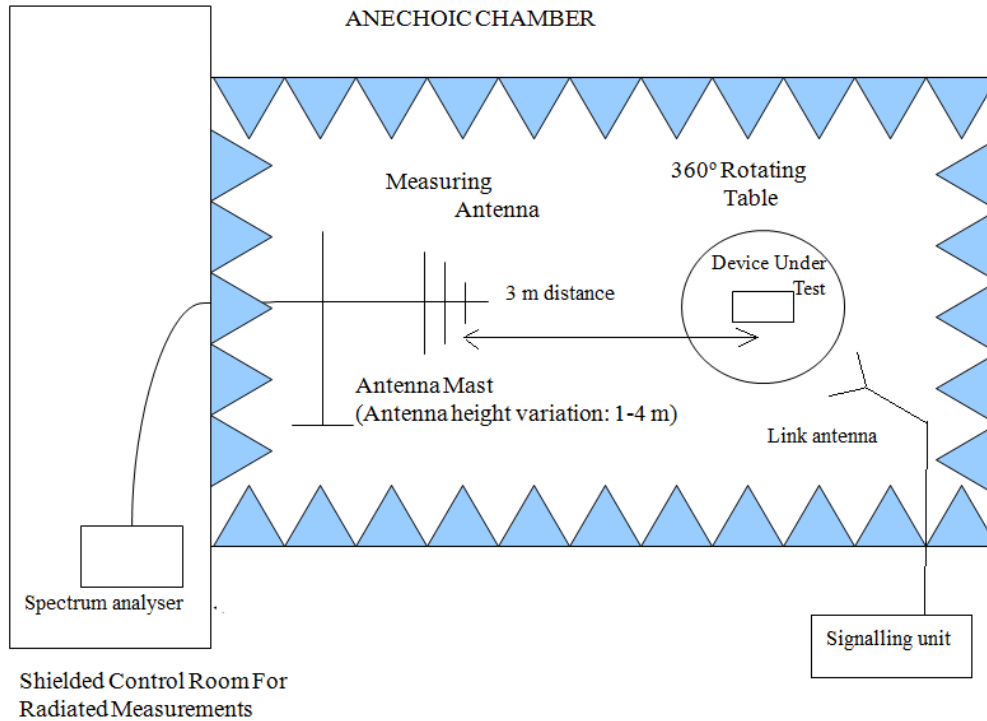 ANECHOIC CHAMBER
Measuring
Antenna
360º Rotating
Table
Device Under
Test
3 m distance
Antenna Mast
(Antenna height variation: 1-4 m)
Link antenna
Spectrum analyser
Signalling unit
Shielded Control Room For
Radiated Measurements